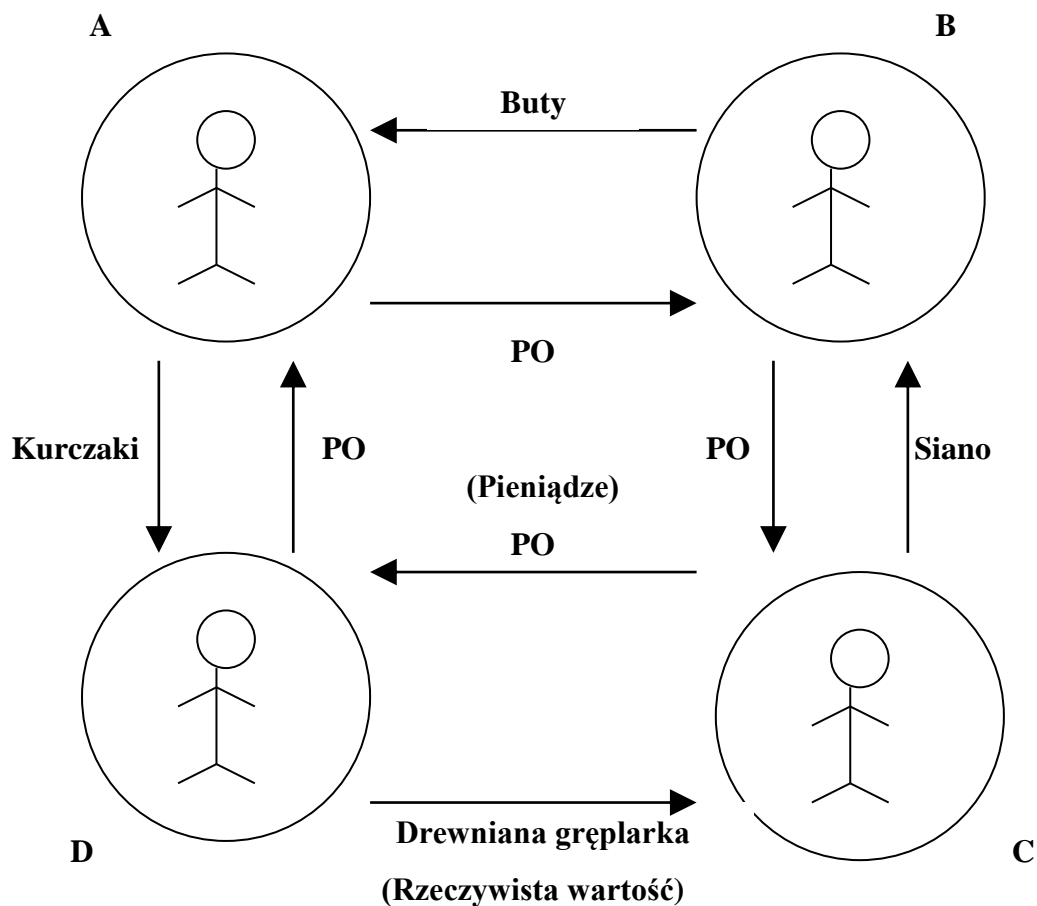 A
B
Buty
PO
Kurczaki
PO
PO
Siano
(Pieniądze)
PO
Drewniana gręplarka
D
C
(Rzeczywista wartość)